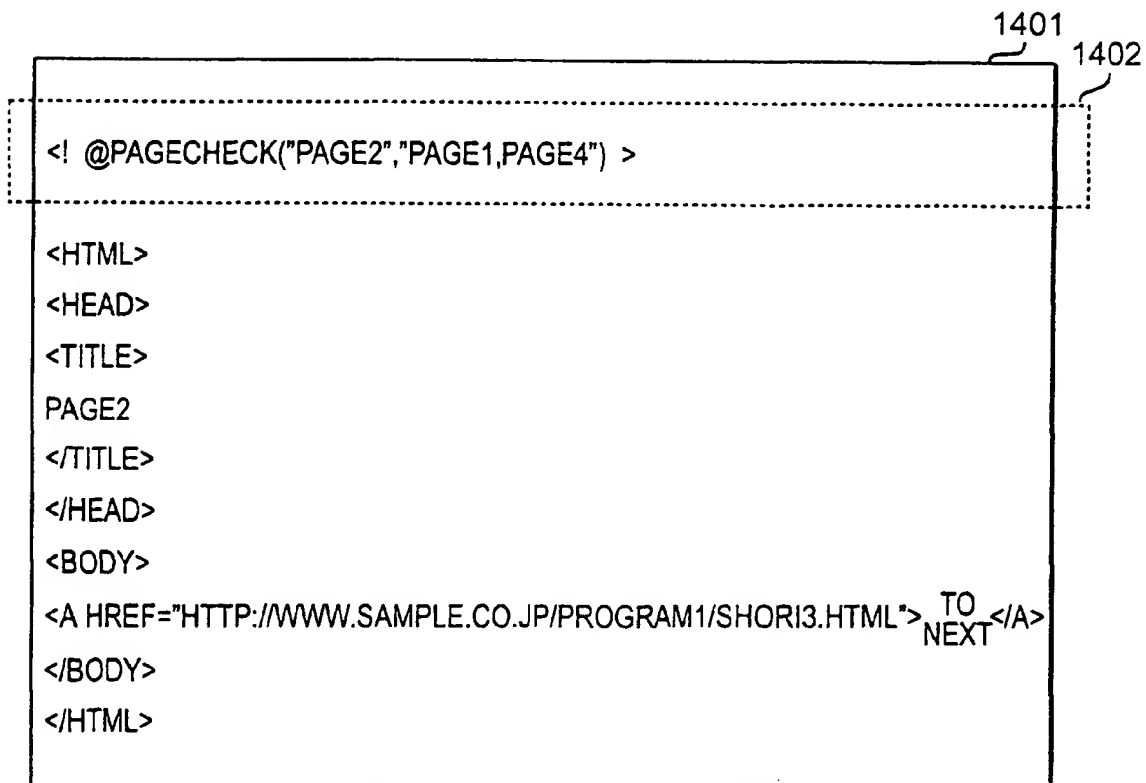 1401
1402
<! @PAGECHECK("PAGE2","PAGE1,PAGE4") >
<HTML>
<HEAD>
<TITLE>
PAGE2
</TITLE>
</HEAD>
<BODY>
<A HREF="HTTP://WWW.SAMPLE.CO.JP/PROGRAM1/SHORI3.HTML">TO NEXT</A>
</BODY>
</HTML>